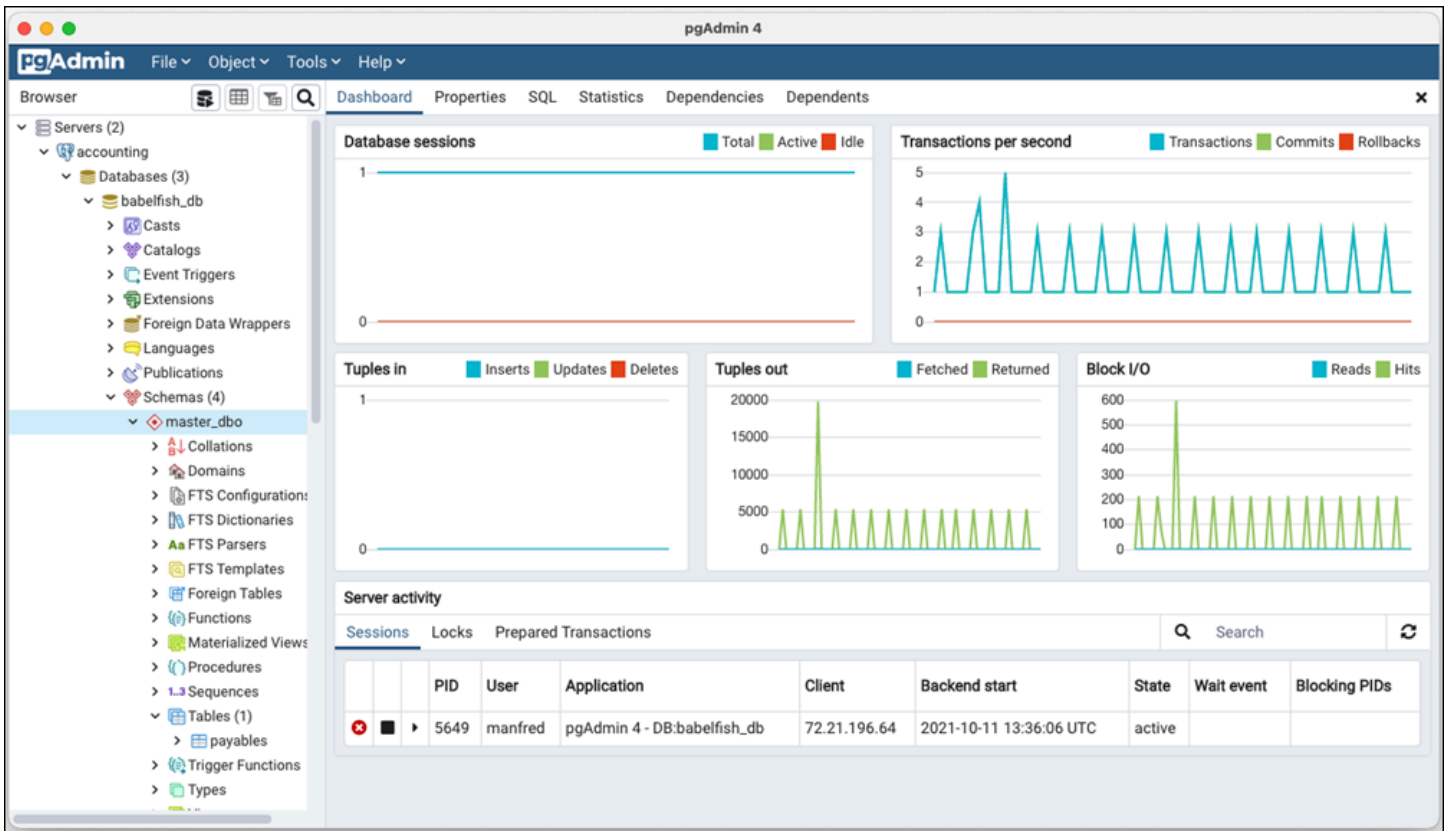 pgAdmin 4
pgAdmin File Object Tools Help
Browser
Dashboard Properties SQL Statistics Dependencies Dependents
Servers (2)
accounting
Databases (3)
babelfish_db
Casts
Catalogs
Event Triggers
Extensions
Foreign Data Wrappers
Languages
Publications
Schemas (4)
master_dbo
Collations
Domains
FTS Configurations
FTS Dictionaries
FTS Parsers
FTS Templates
Foreign Tables
Functions
Materialized Views
Procedures
1..3 Sequences
Tables (1)
payables
Trigger Functions
Types
Database sessions Total Active Idle
1
0
Transactions per second Transactions Commits Rollbacks
5
4
3
2
1
0
Tuples in Inserts Updates Deletes
1
0
Tuples out Fetched Returned
20000
15000
10000
5000
0
Block I/O Reads Hits
600
500
400
300
200
100
0
Server activity
Sessions Locks Prepared Transactions Search
PID User Application Client Backend start State Wait event Blocking PIDs
5649 manfred pgAdmin 4 - DB:babelfish_db 72.21.196.64 2021-10-11 13:36:06 UTC active